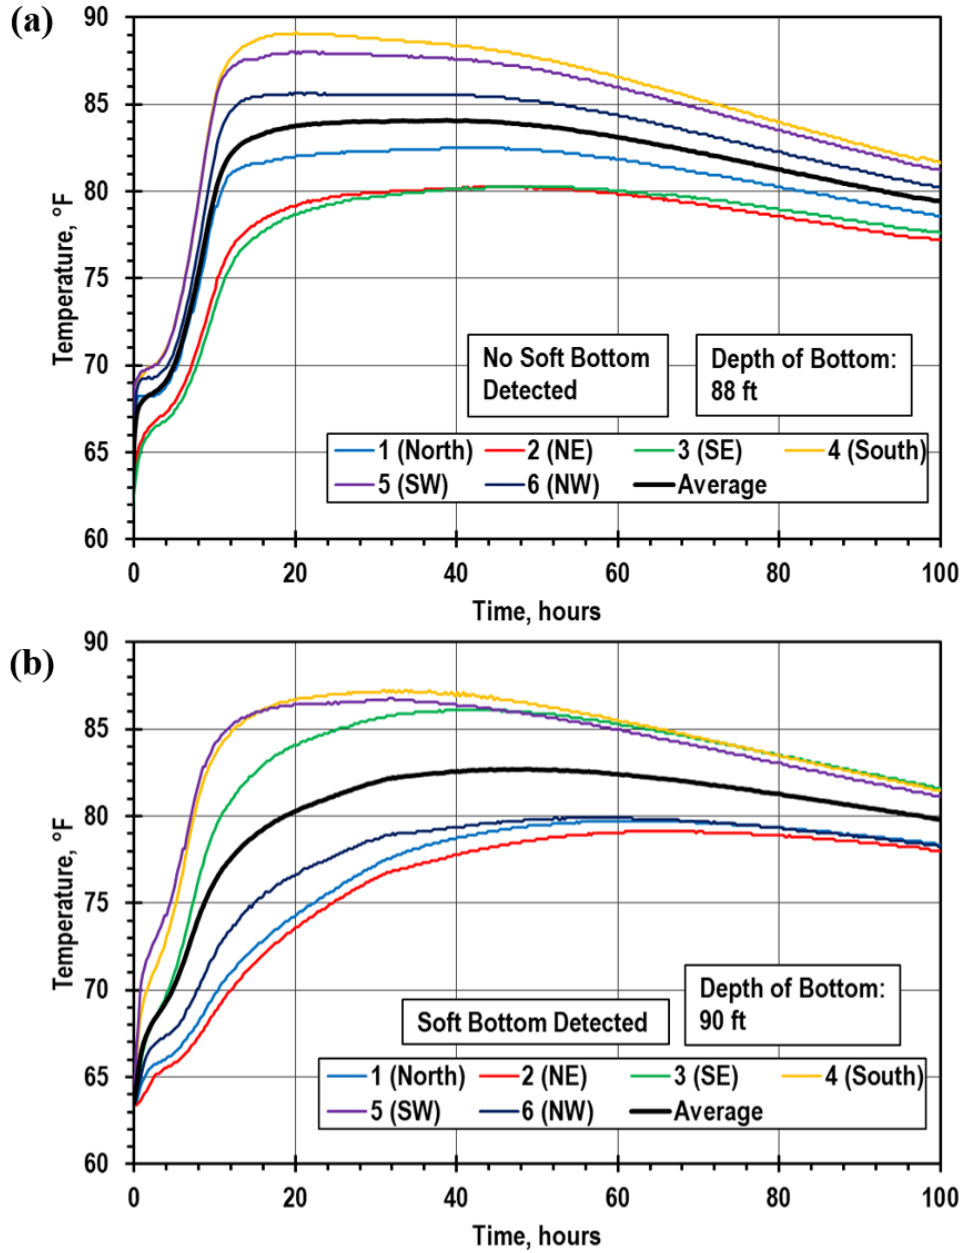 (a)
90
85
80
75
70
65
60
Temperature, °F
No Soft Bottom
Detected
Depth of Bottom:
88 ft
1 (North) 2 (NE) 3 (SE) 4 (South)
5 (SW) 6 (NW) Average
0 20 40 60 80 100
Time, hours
(b)
90
85
80
75
70
65
60
Temperature, °F
Soft Bottom Detected
Depth of Bottom:
90 ft
1 (North) 2 (NE) 3 (SE) 4 (South)
5 (SW) 6 (NW) Average
0 20 40 60 80 100
Time, hours